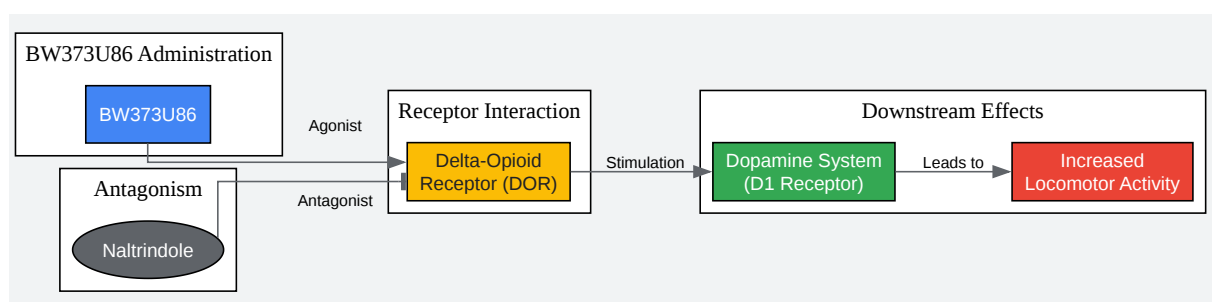 BW373U86 Administration
BW373U86
Agonist
Antagonism
Naltrindole
Antagonist
Receptor Interaction
Delta-Opioid
Receptor (DOR)
Stimulation
Downstream Effects
Dopamine System
(D1 Receptor)
Leads to
Increased
Locomotor Activity